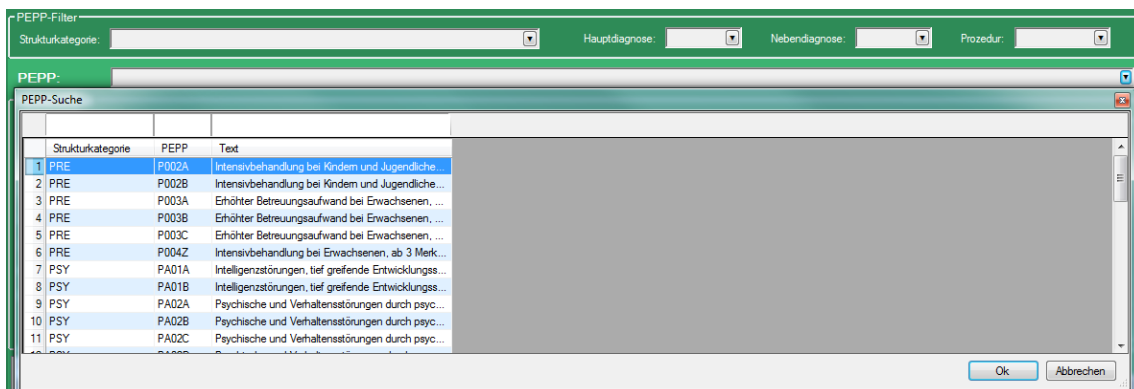 PEPP-Filter
Strukturkategorie: Hauptdiagnose: Nebendiagnose: Prozedur:
PEPP:
PEPP-Suche
Strukturkategorie PEPP Text
1 PRE P002A Intensivbehandlung bei Kindern und Jugendliche...
2 PRE P002B Intensivbehandlung bei Kindern und Jugendliche...
3 PRE P003A Erhöhter Betreuungsaufwand bei Erwachsenen, ...
4 PRE P003B Erhöhter Betreuungsaufwand bei Erwachsenen, ...
5 PRE P003C Erhöhter Betreuungsaufwand bei Erwachsenen, ...
6 PRE P004Z Intensivbehandlung bei Erwachsenen, ab 3 Merk...
7 PSY PA01A Intelligenzstörungen, tief greifende Entwicklungss...
8 PSY PA01B Intelligenzstörungen, tief greifende Entwicklungss...
9 PSY PA02A Psychische und Verhaltensstörungen durch psyc...
10 PSY PA02B Psychische und Verhaltensstörungen durch psyc...
11 PSY PA02C Psychische und Verhaltensstörungen durch psyc...
Ok Abbrechen